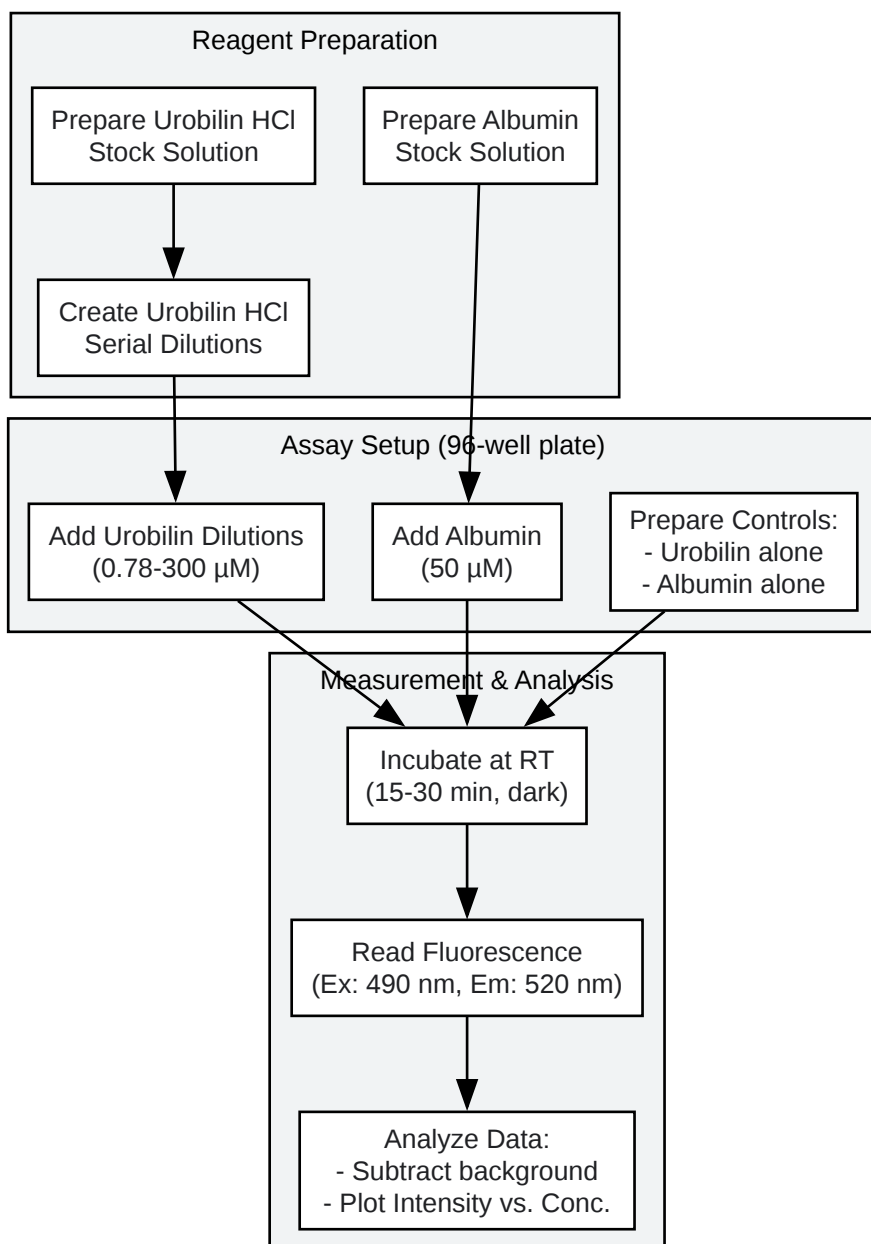 Reagent Preparation
Prepare Urobilin HCl
Stock Solution
Prepare Albumin
Stock Solution
Create Urobilin HCl
Serial Dilutions
Assay Setup (96-well plate)
Add Urobilin Dilutions
(0.78-300 µM)
Add Albumin
(50 µM)
Prepare Controls:
- Urobilin alone
- Albumin alone
Measurement & Analysis
Incubate at RT
(15-30 min, dark)
Read Fluorescence
(Ex: 490 nm, Em: 520 nm)
Analyze Data:
- Subtract background
- Plot Intensity vs. Conc.